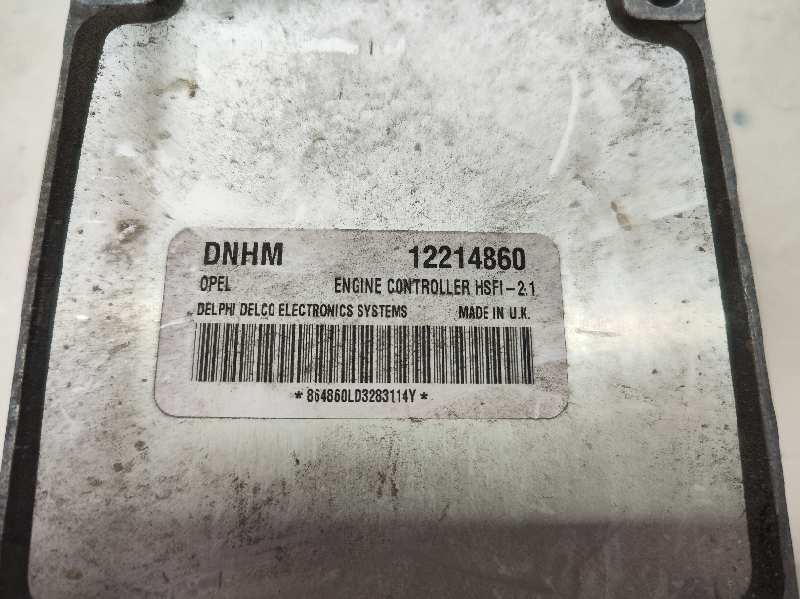 DNHM 12214860
OPEL ENGINE CONTROLLER HSFI-2.1
DELPHI DELCO ELECTRONICS SYSTEMS MADE IN U.K.
*864860LD3283114Y*